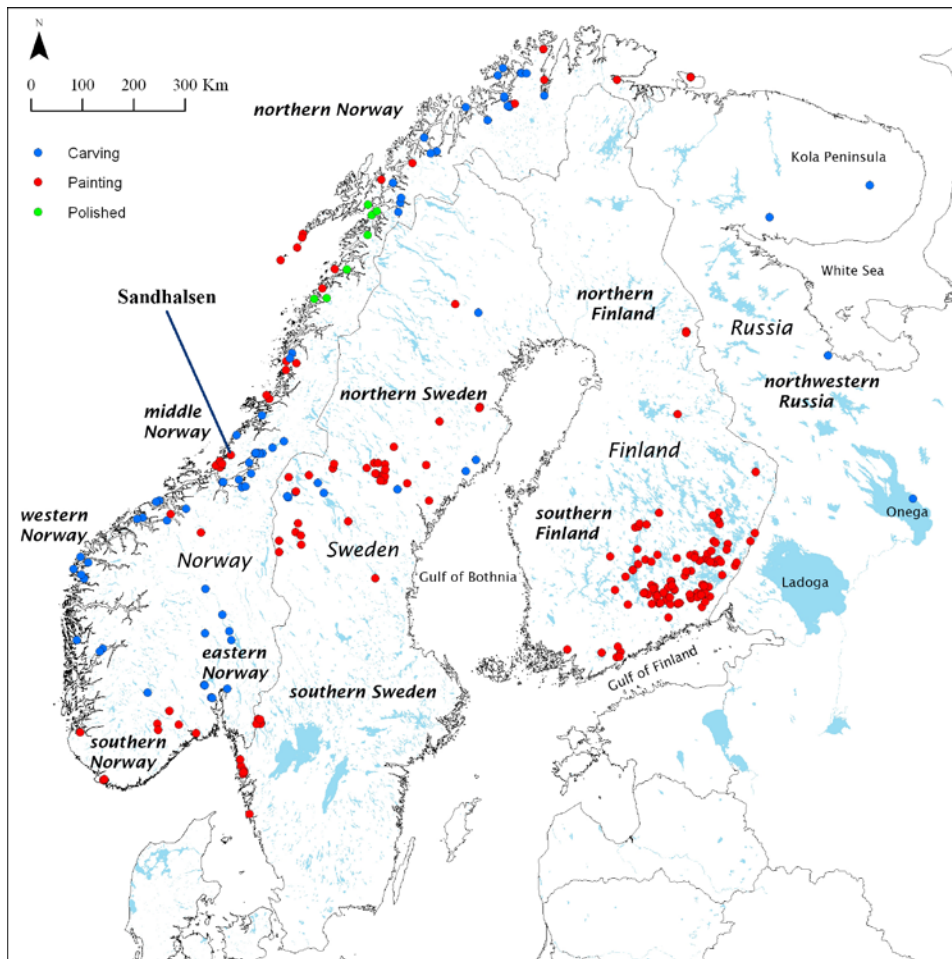 N
0 100 200 300 Km
Carving
Painting
Polished
northern Norway
Kola Peninsula
White Sea
Sandhalsen
northern
Finland
Russia
northwestern
Russia
northern Sweden
middle
Norway
Finland
western
Norway
southern
Finland
Onega
Norway
Sweden
Gulf of Bothnia
Ladoga
eastern
Norway
Gulf of Finland
southern Sweden
southern
Norway